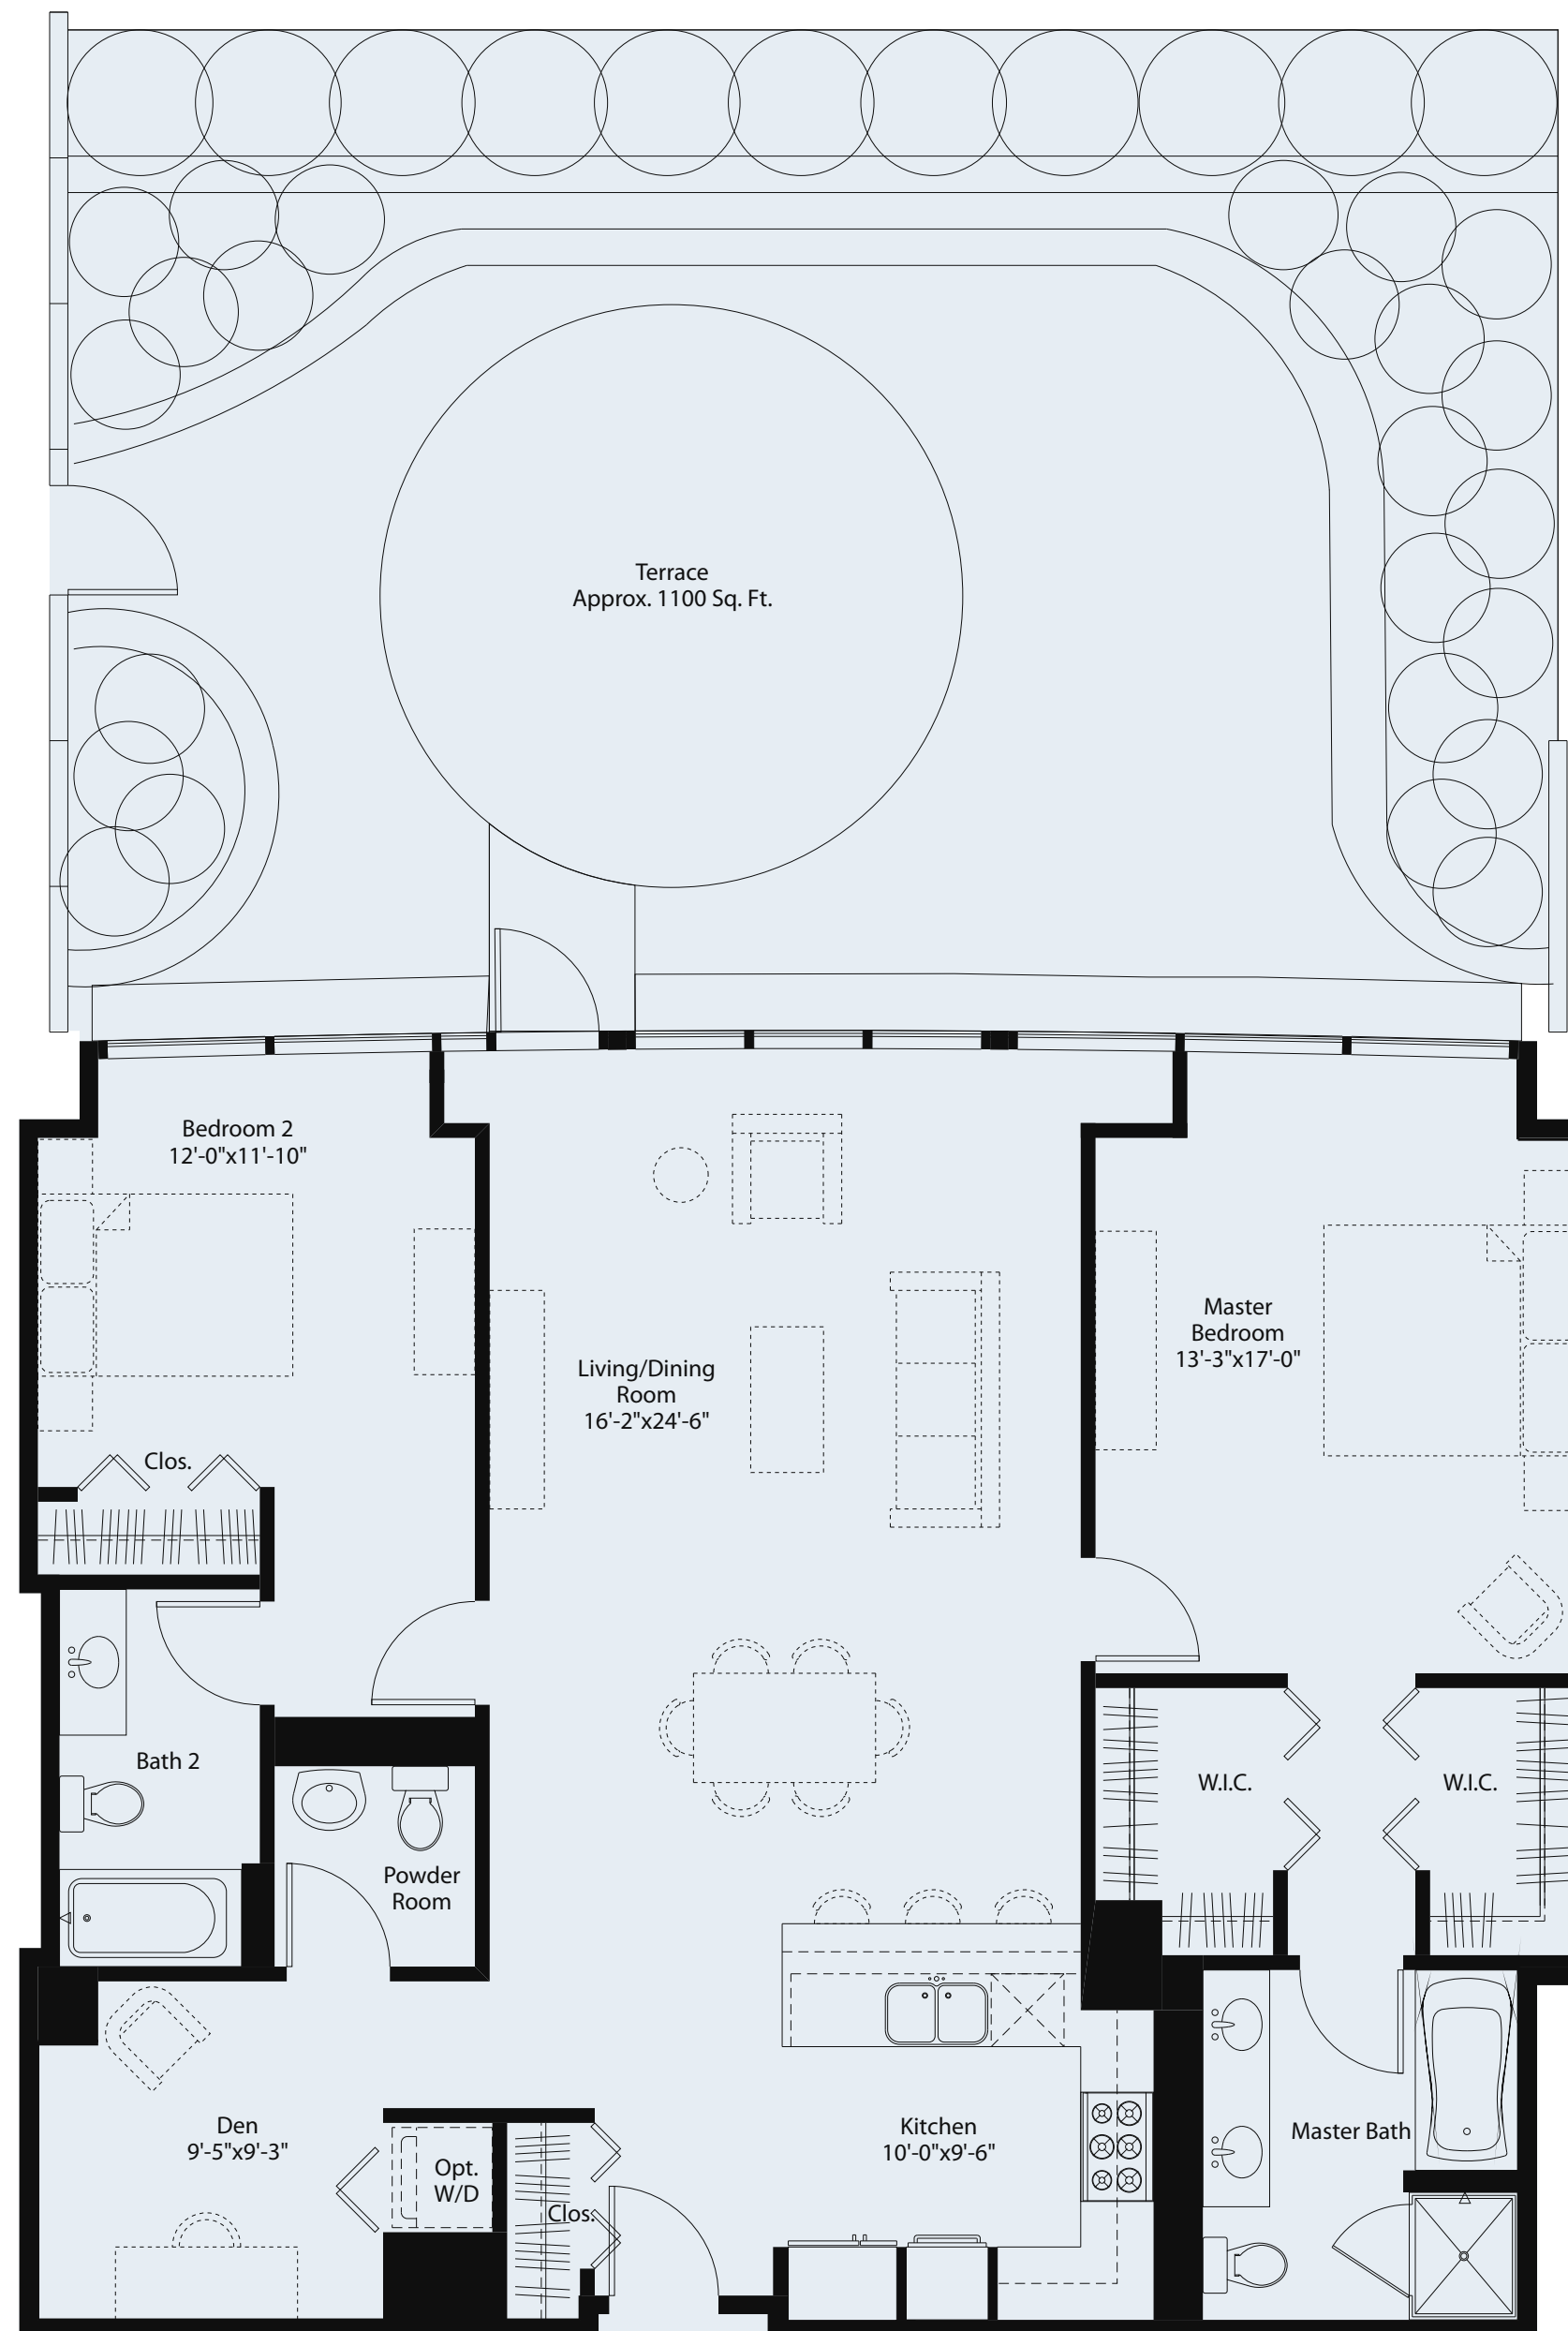 Terrace
Approx. 1100 Sq. Ft.
Bedroom 2
12'-0"x11'-10"
Master
Bedroom
13'-3"x17'-0"
Living/Dining
Room
16'-2"x24'-6"
Clos.
Bath 2
W.I.C.
W.I.C.
Powder
Room
Den
9'-5"x9'-3"
Kitchen
10'-0"x9'-6"
Master Bath
Opt.
W/D
Clos.